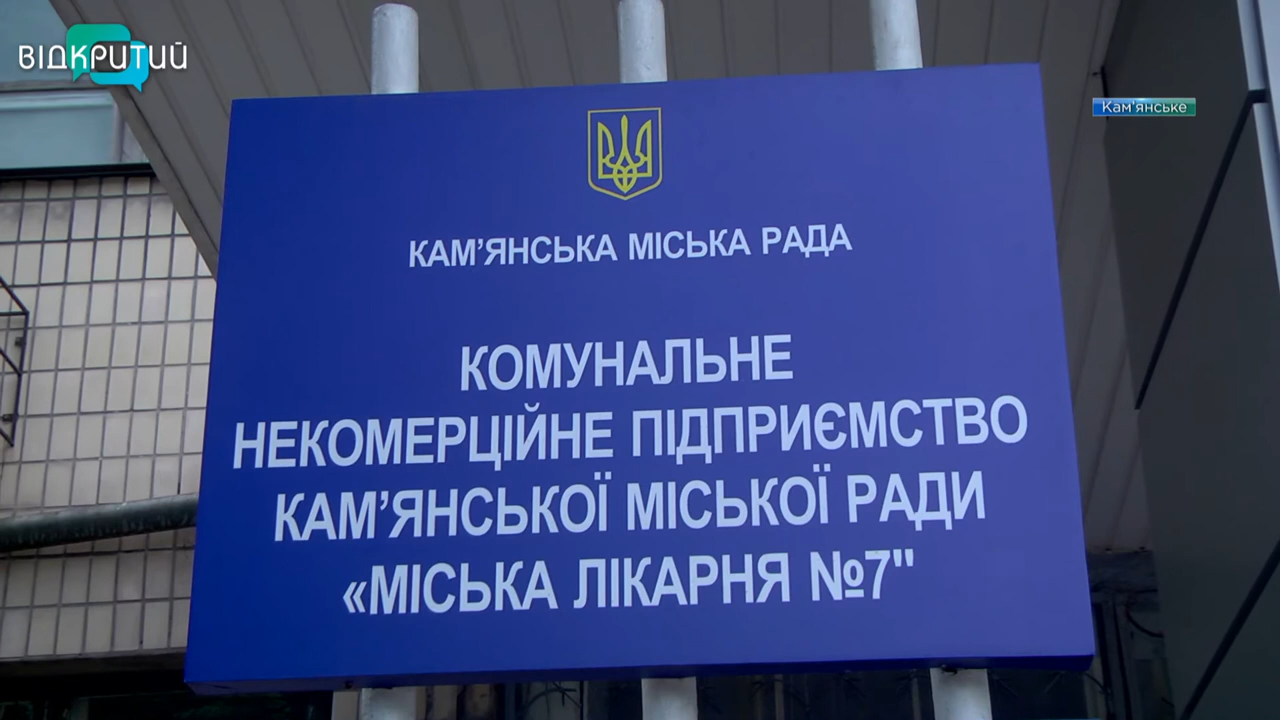 ВІДКРИТИЙ
Кам'янське
КАМ’ЯНСЬКА МІСЬКА РАДА
КОМУНАЛЬНЕ
НЕКОМЕРЦІЙНЕ ПІДПРИЄМСТВО
КАМ’ЯНСЬКОЇ МІСЬКОЇ РАДИ
«МІСЬКА ЛІКАРНЯ №7"